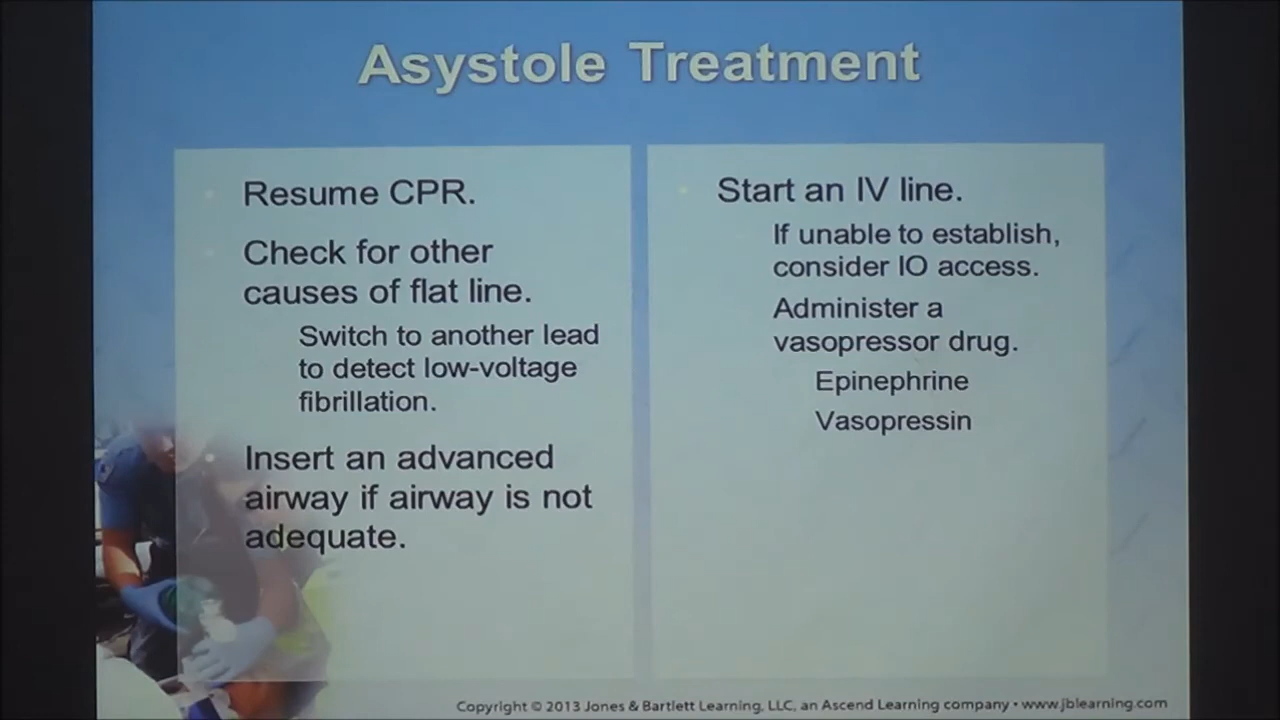 Asystole Treatment
Resume CPR.
Check for other
causes of flat line.
Switch to another lead
to detect low-voltage
fibrillation.
Insert an advanced
airway if airway is not
adequate.
Start an IV line.
If unable to establish,
consider IO access.
Administer a
vasopressor drug.
Epinephrine
Vasopressin
Copyright © 2013 Jones & Bartlett Learning, LLC, an Ascend Learning company • www.jblearning.com